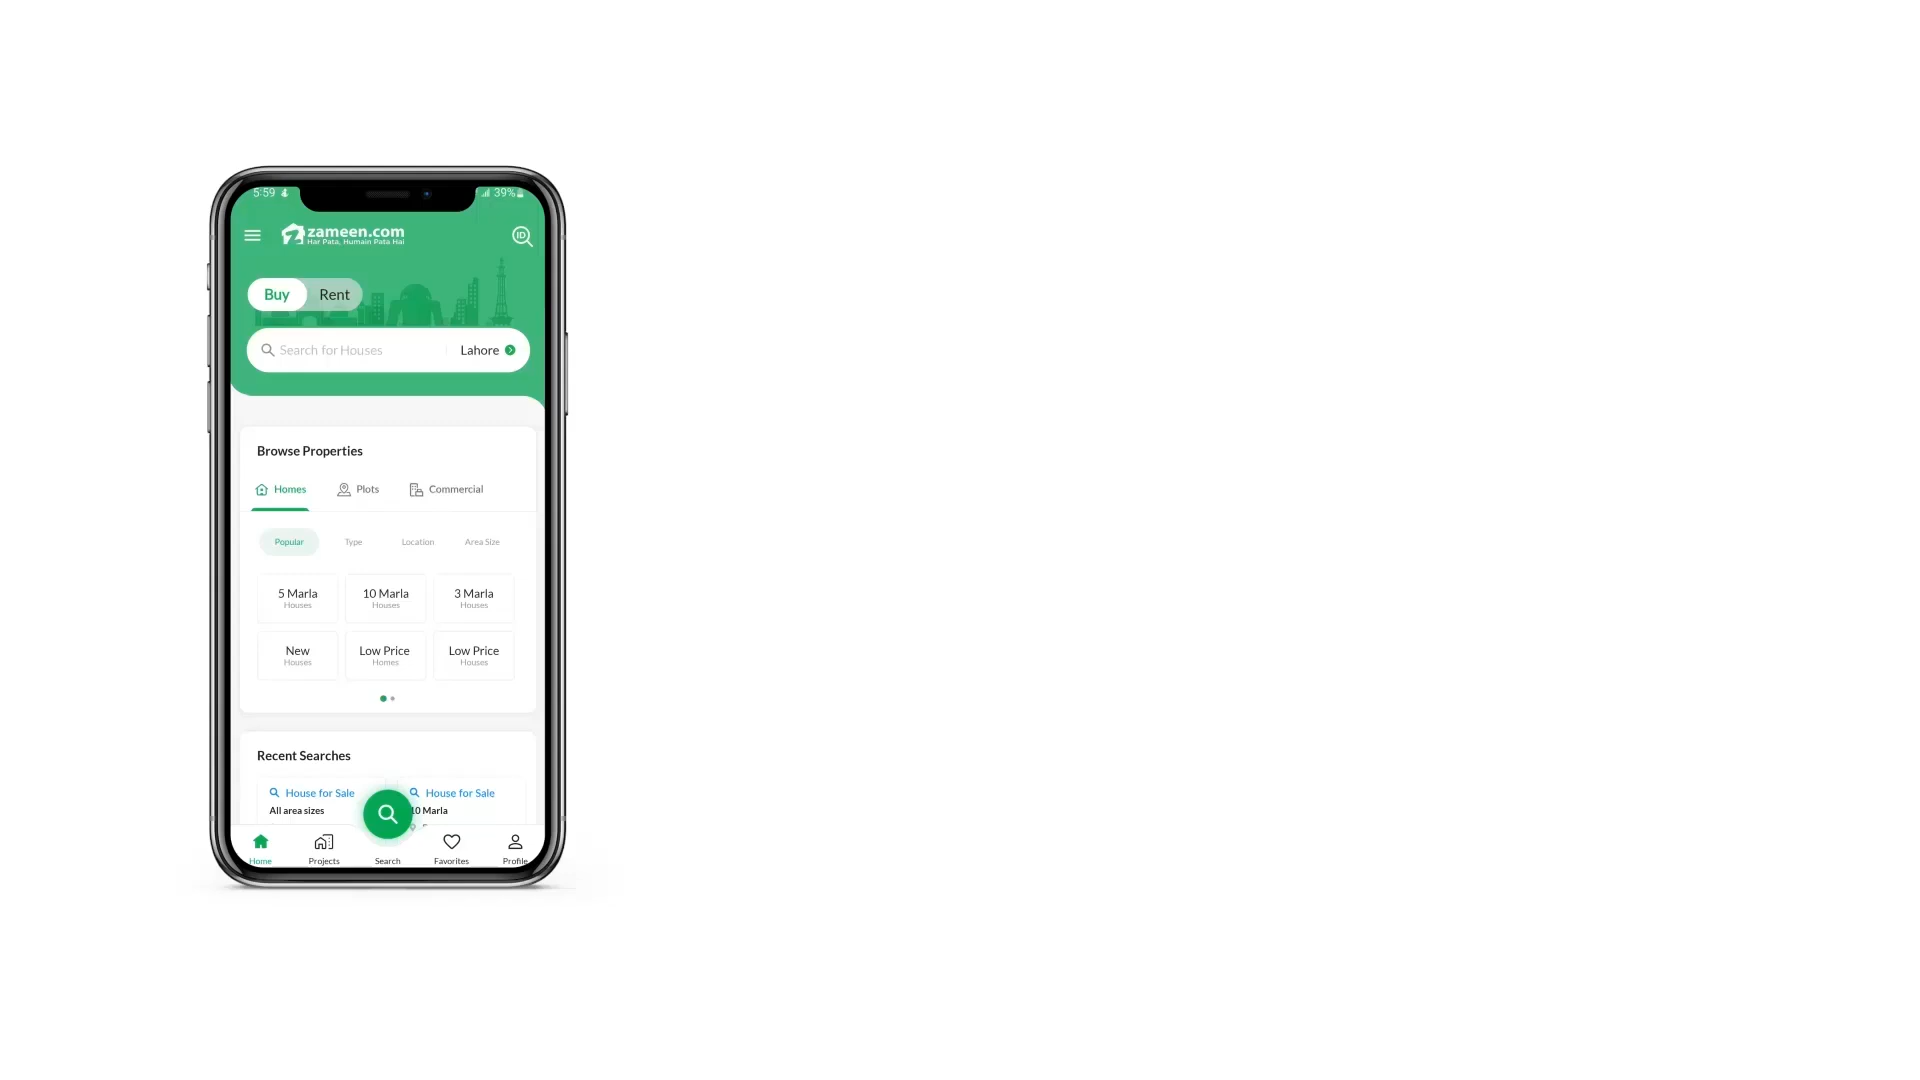 5:59 39%
zameen.com
Har Pata, Humain Pata Hai
ID
Buy Rent
Search for Houses Lahore
Browse Properties
Homes Plots Commercial
Popular Type Location Area Size
5 Marla 10 Marla 3 Marla
Houses Houses Houses
New Low Price Low Price
Houses Homes Houses
Recent Searches
House for Sale House for Sale
All area sizes 10 Marla
Home Projects Search Favorites Profile